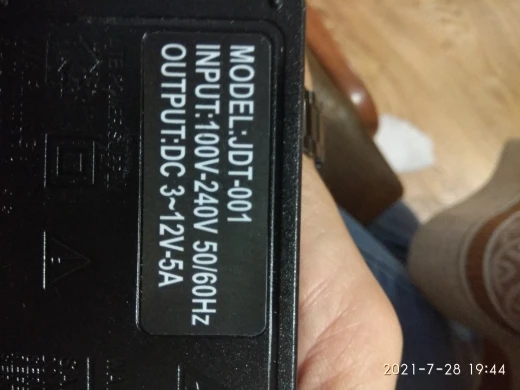 MODEL:JDT-001
INPUT:100V-240V 50/60Hz
OUTPUT:DC 3~12V-5A
2021-7-28 19:44